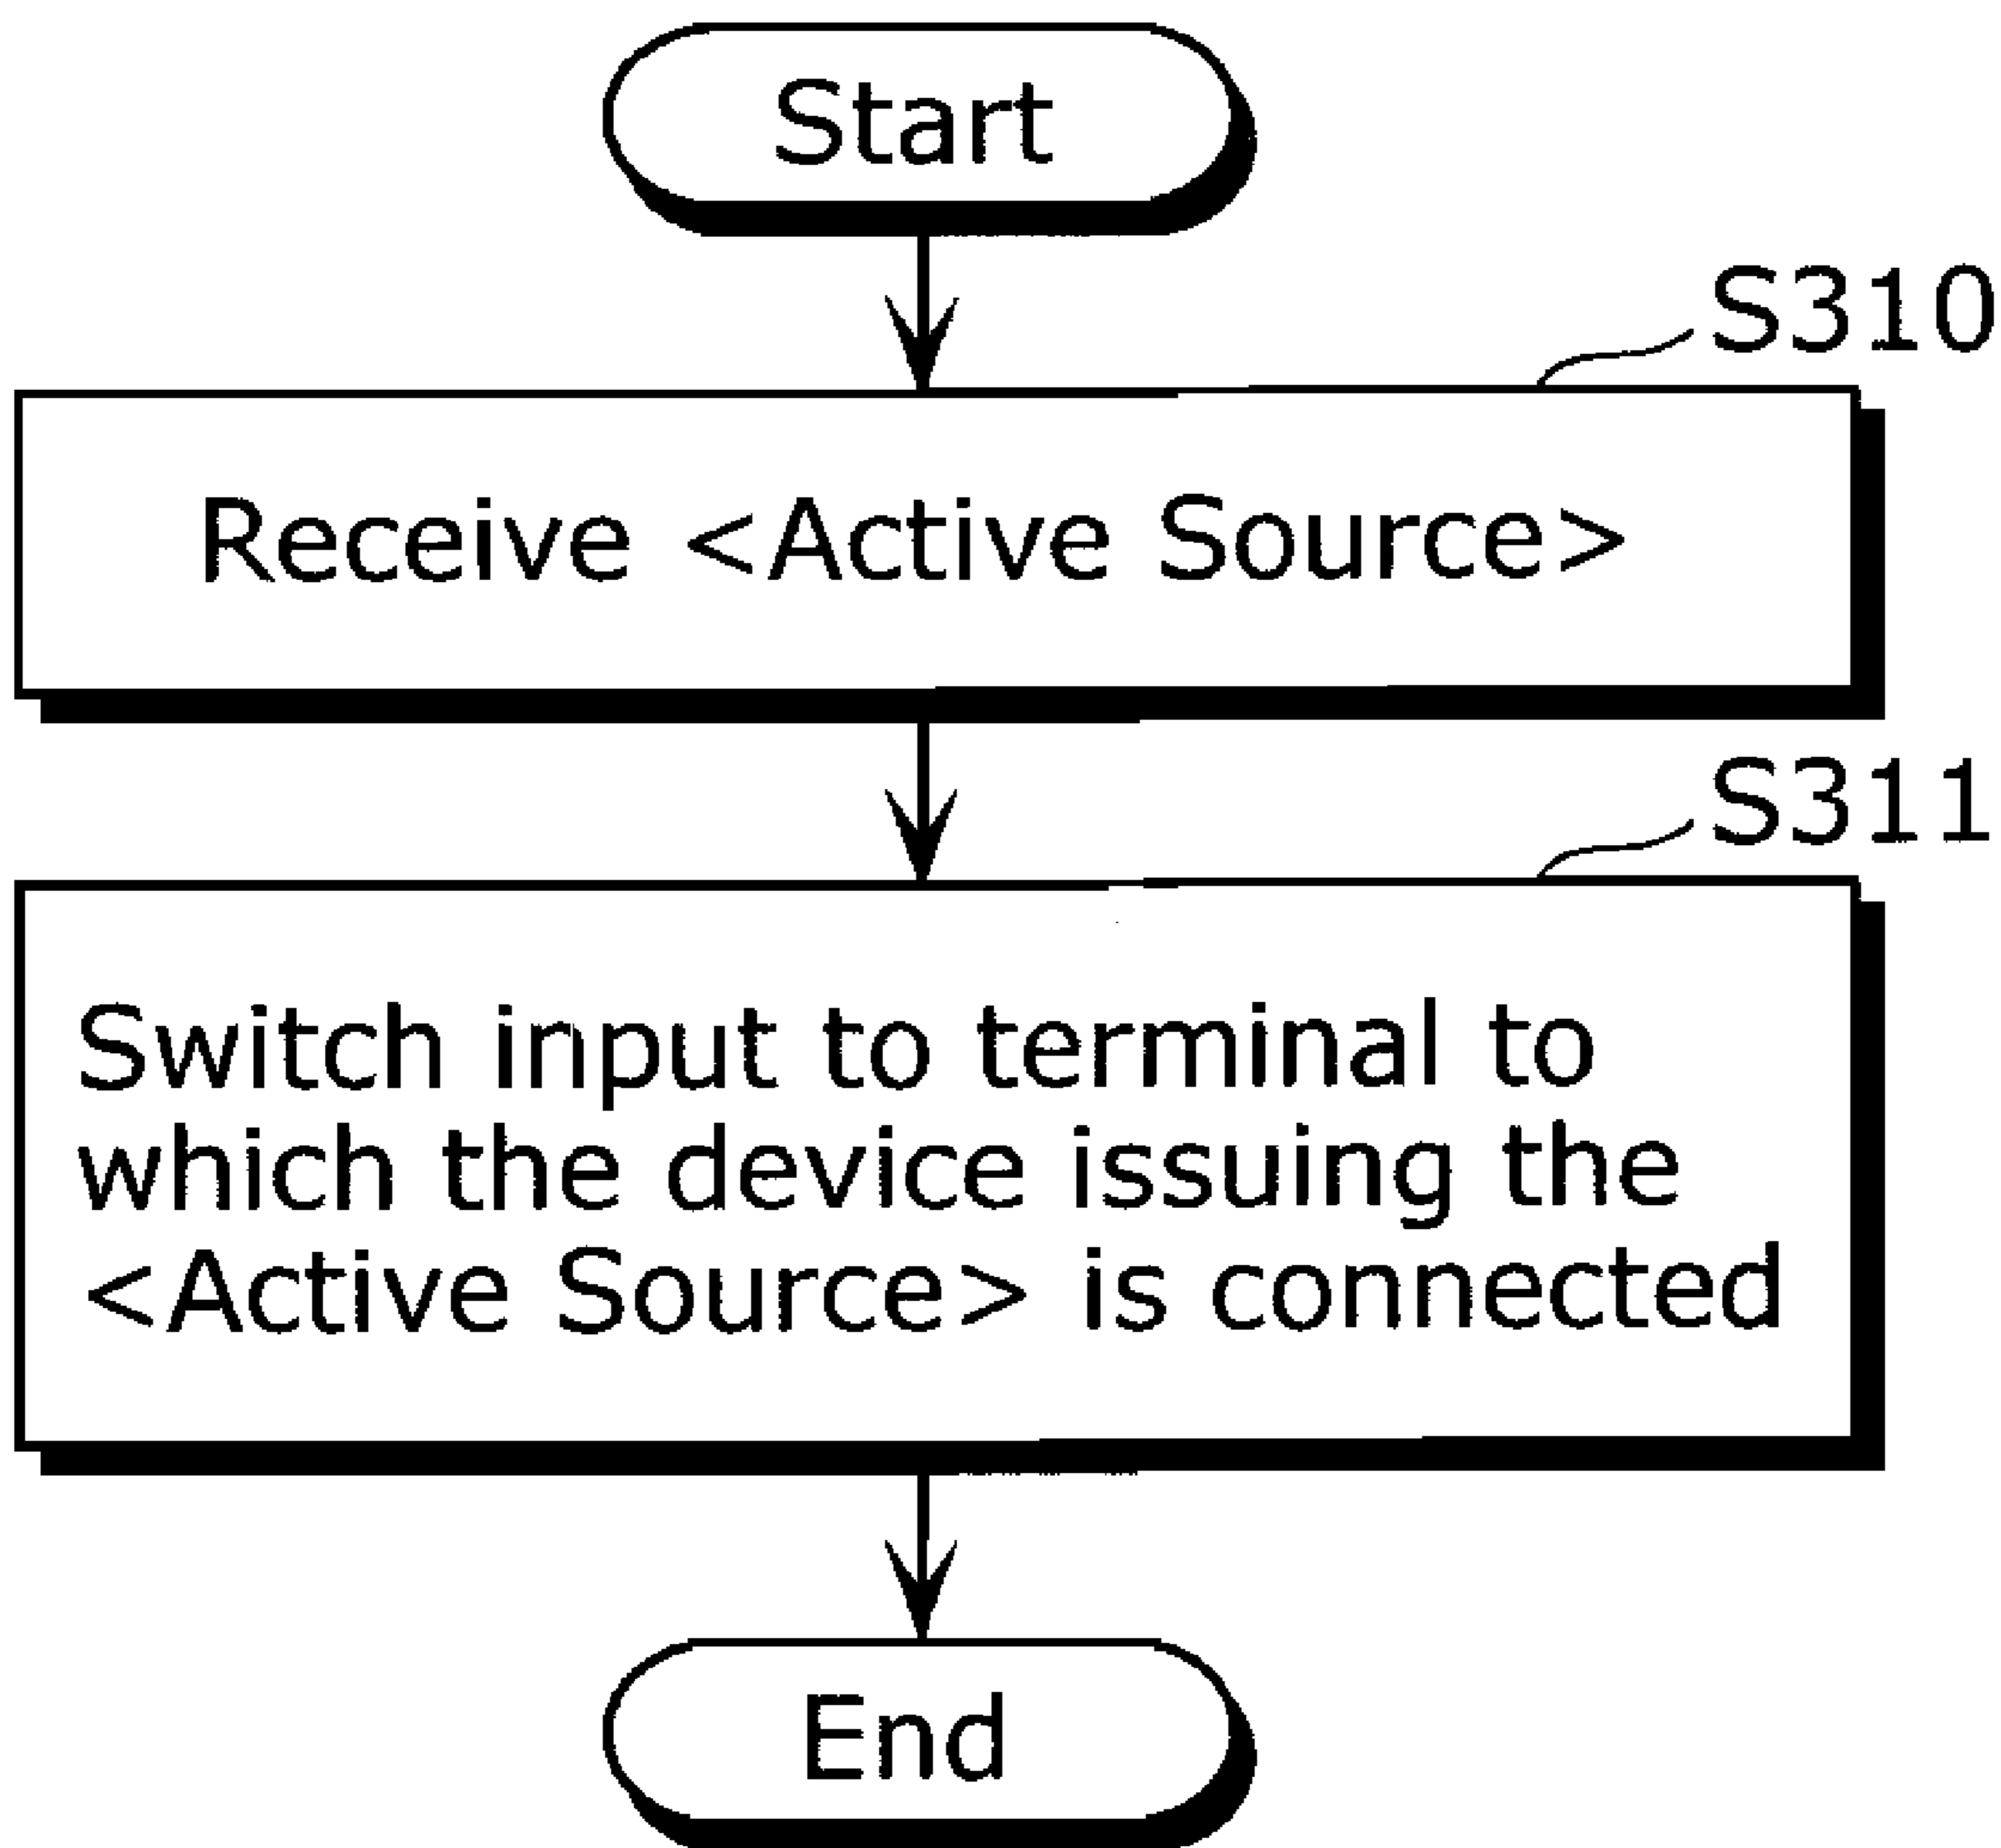 Start
S310
Receive <Active Source>
S311
Switch input to terminal to
which the device issuing the
<Active Source> is connected
End